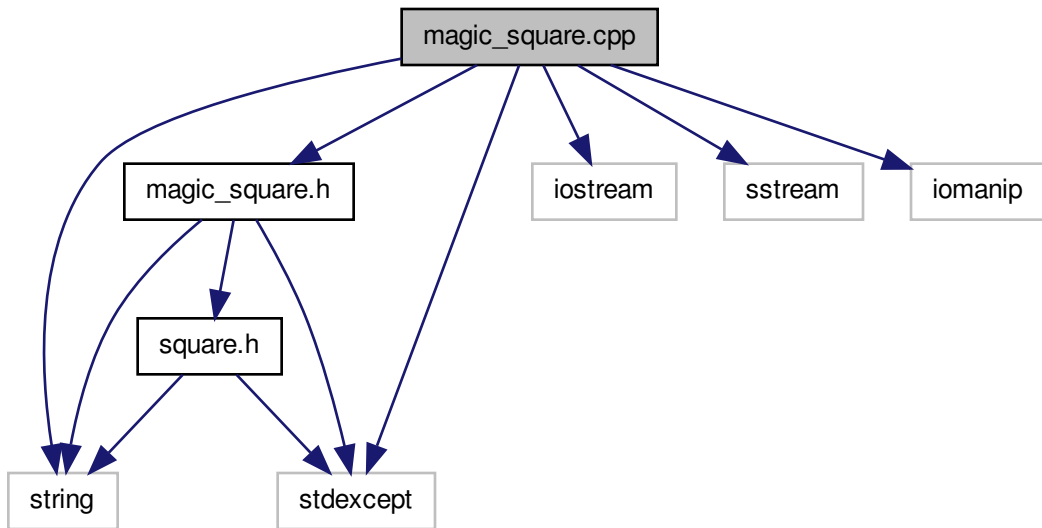 magic_square.cpp
magic_square.h
iostream
sstream
iomanip
square.h
string
stdexcept